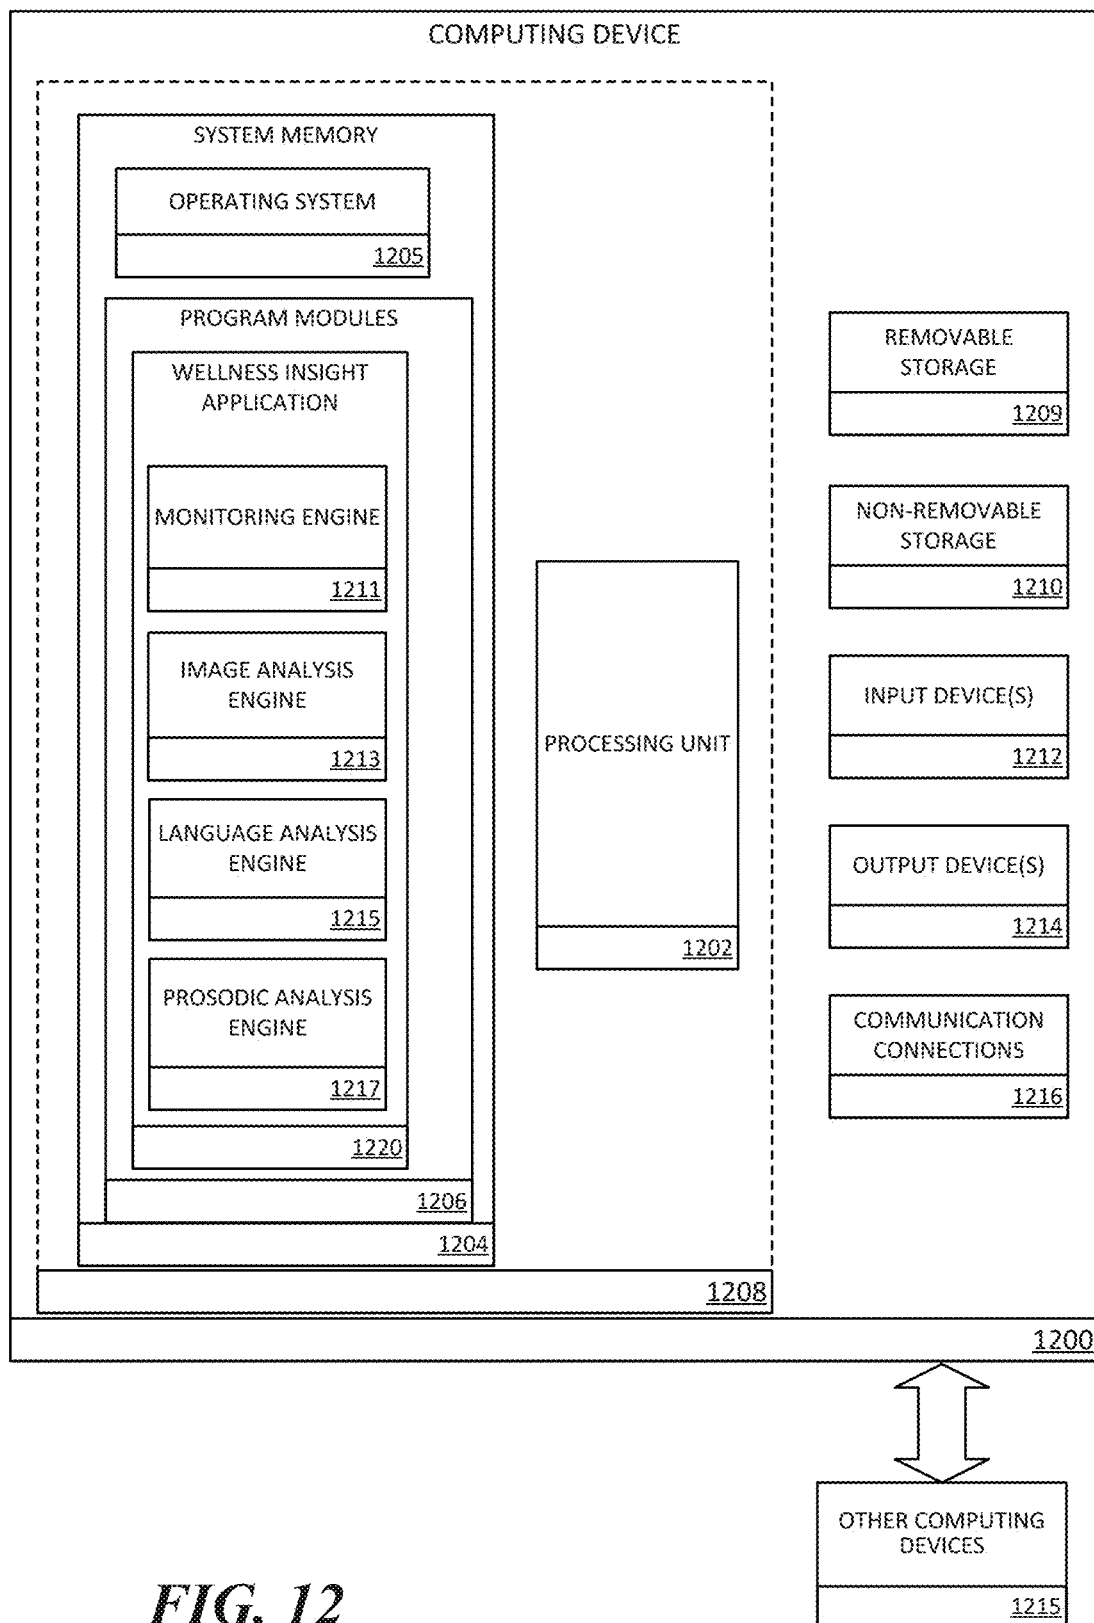 COMPUTING DEVICE
SYSTEM MEMORY
OPERATING SYSTEM
1205
PROGRAM MODULES
WELLNESS INSIGHT
APPLICATION
MONITORING ENGINE
1211
IMAGE ANALYSIS
ENGINE
1213
LANGUAGE ANALYSIS
ENGINE
1215
PROSODIC ANALYSIS
ENGINE
1217
1220
1206
1204
PROCESSING UNIT
1202
1208
REMOVABLE
STORAGE
1209
NON-REMOVABLE
STORAGE
1210
INPUT DEVICE(S)
1212
OUTPUT DEVICE(S)
1214
COMMUNICATION
CONNECTIONS
1216
1200
OTHER COMPUTING
DEVICES
1215
FIG. 12